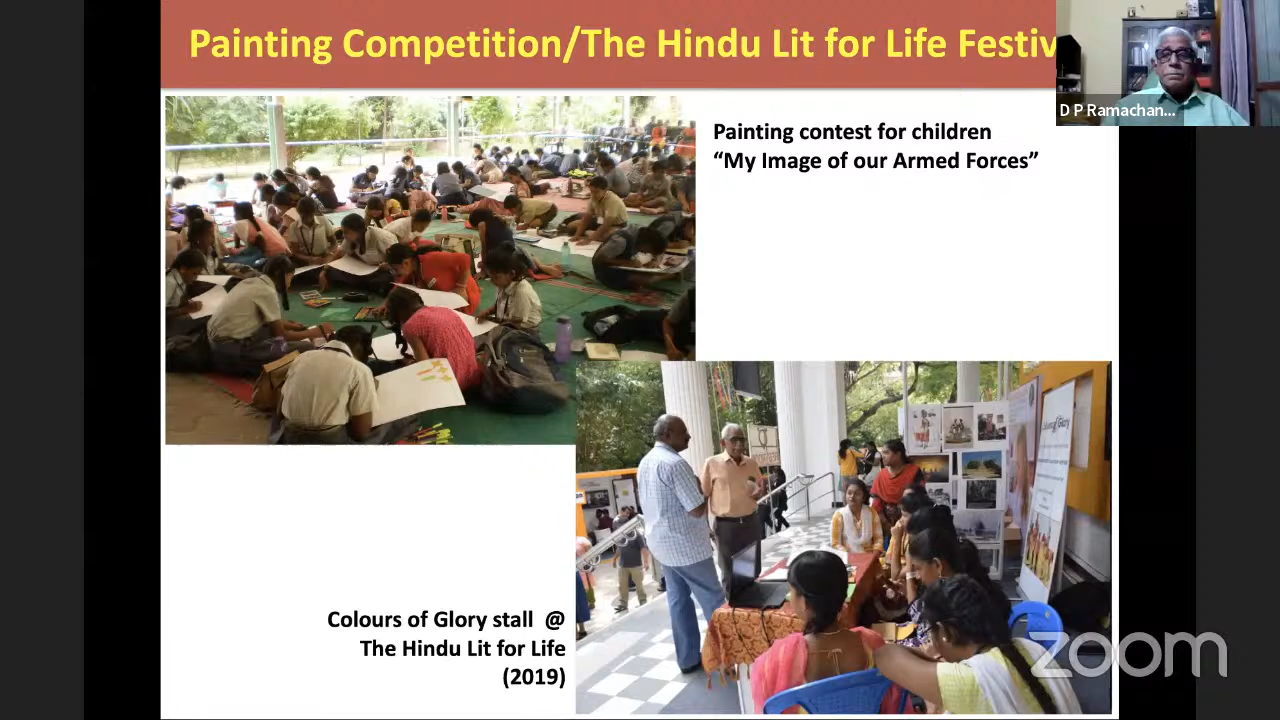 Painting Competition/The Hindu Lit for Life Festiv
D P Ramachan...
Painting contest for children
“My Image of our Armed Forces”
Colours of Glory stall @
The Hindu Lit for Life
(2019)
zoom